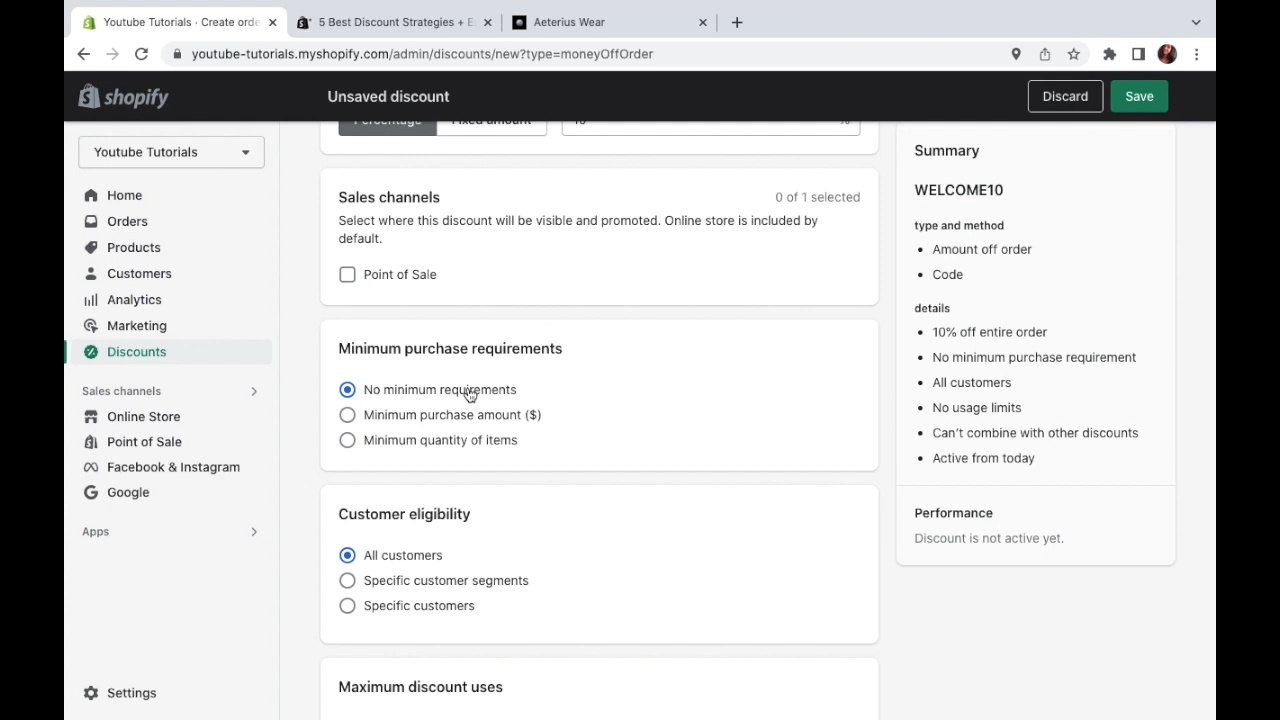 Youtube Tutorials · Create orde
5 Best Discount Strategies + E
Aeterius Wear
youtube-tutorials.myshopify.com/admin/discounts/new?type=moneyOffOrder
shopify
Unsaved discount
Discard
Save
Youtube Tutorials
Home
Orders
Products
Customers
Analytics
Marketing
Discounts
Sales channels
Online Store
Point of Sale
Facebook & Instagram
Google
Apps
Settings
Percentage
Fixed amount
10
%
Sales channels
0 of 1 selected
Select where this discount will be visible and promoted. Online store is included by
default.
Point of Sale
Minimum purchase requirements
No minimum requirements
Minimum purchase amount ($)
Minimum quantity of items
Customer eligibility
All customers
Specific customer segments
Specific customers
Maximum discount uses
Summary
WELCOME10
type and method
• Amount off order
• Code
details
• 10% off entire order
• No minimum purchase requirement
• All customers
• No usage limits
• Can't combine with other discounts
• Active from today
Performance
Discount is not active yet.